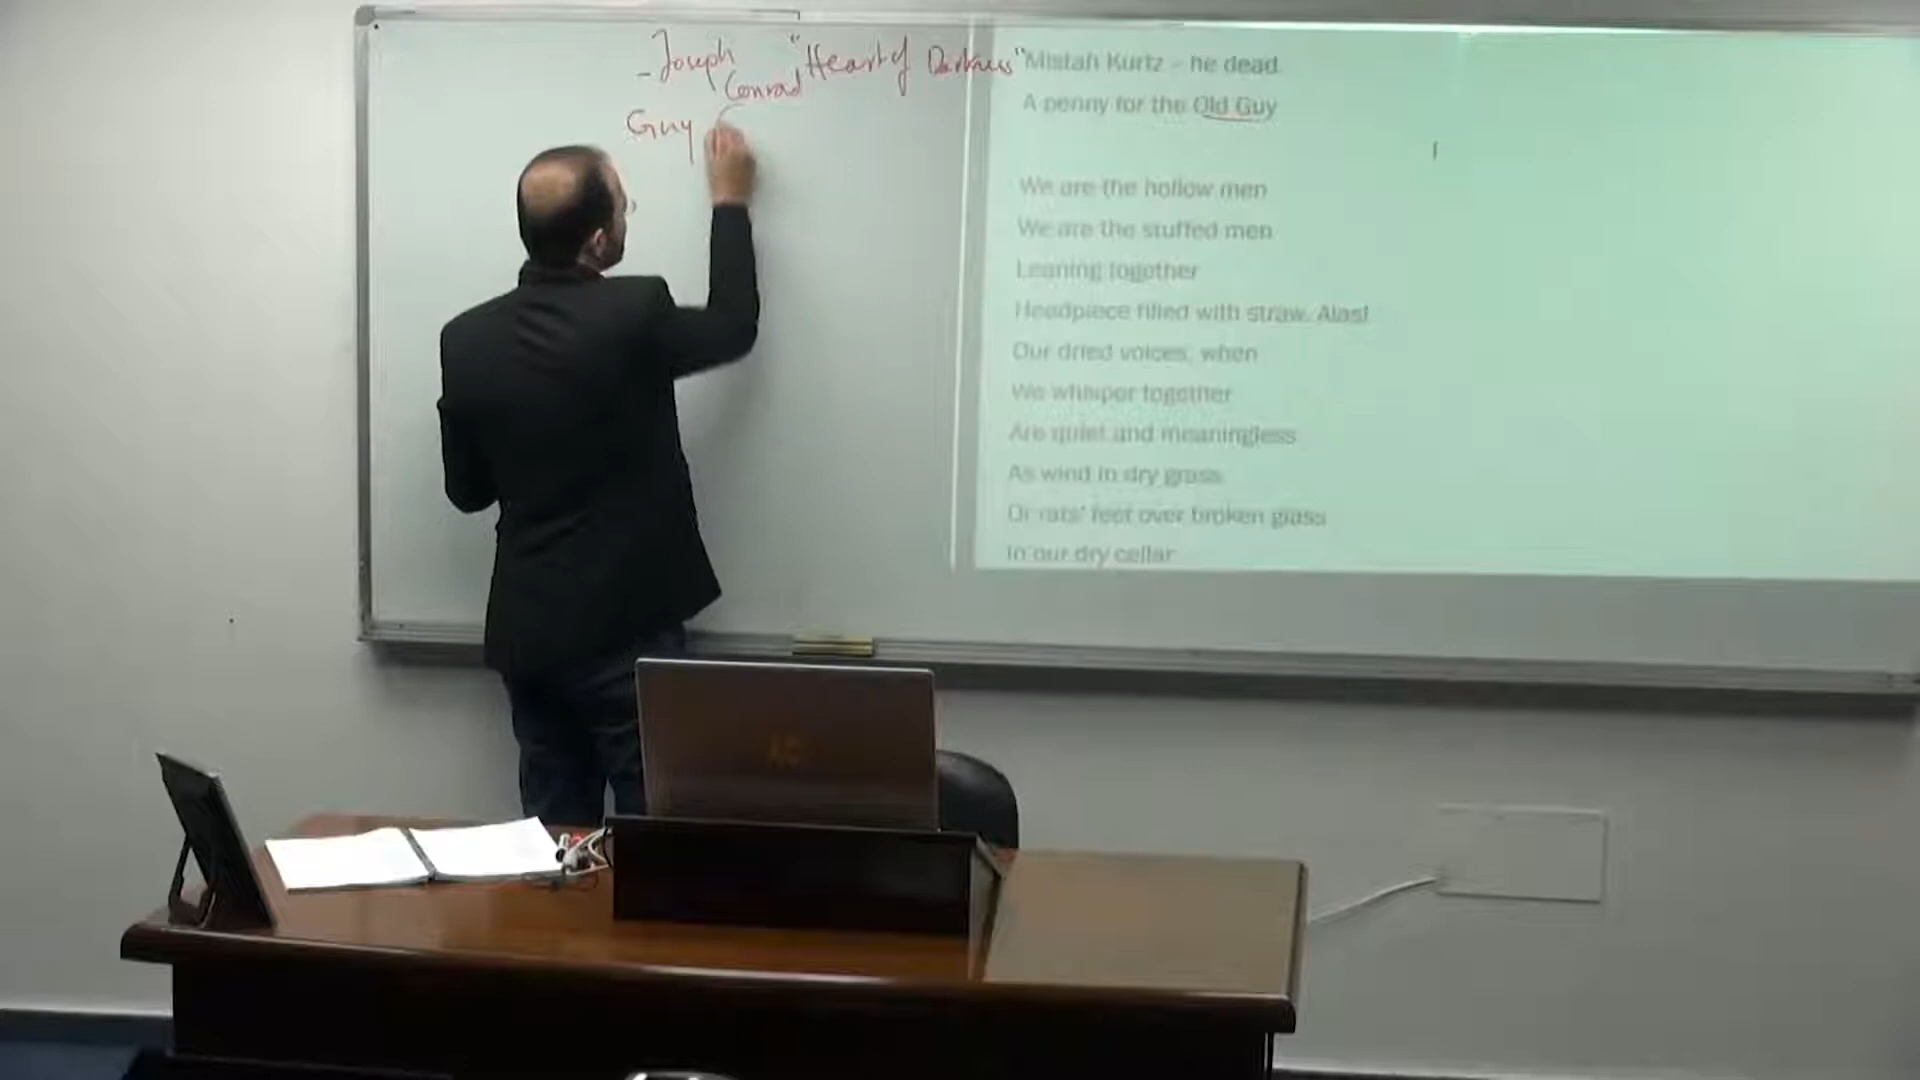 - Joseph Conrad "Heart of Darkness"
Guy
Mistah Kurtz – he dead.
A penny for the Old Guy
I
We are the hollow men
We are the stuffed men
Leaning together
Headpiece filled with straw. Alas!
Our dried voices, when
We whisper together
Are quiet and meaningless
As wind in dry grass
Or rats' feet over broken glass
In our dry cellar